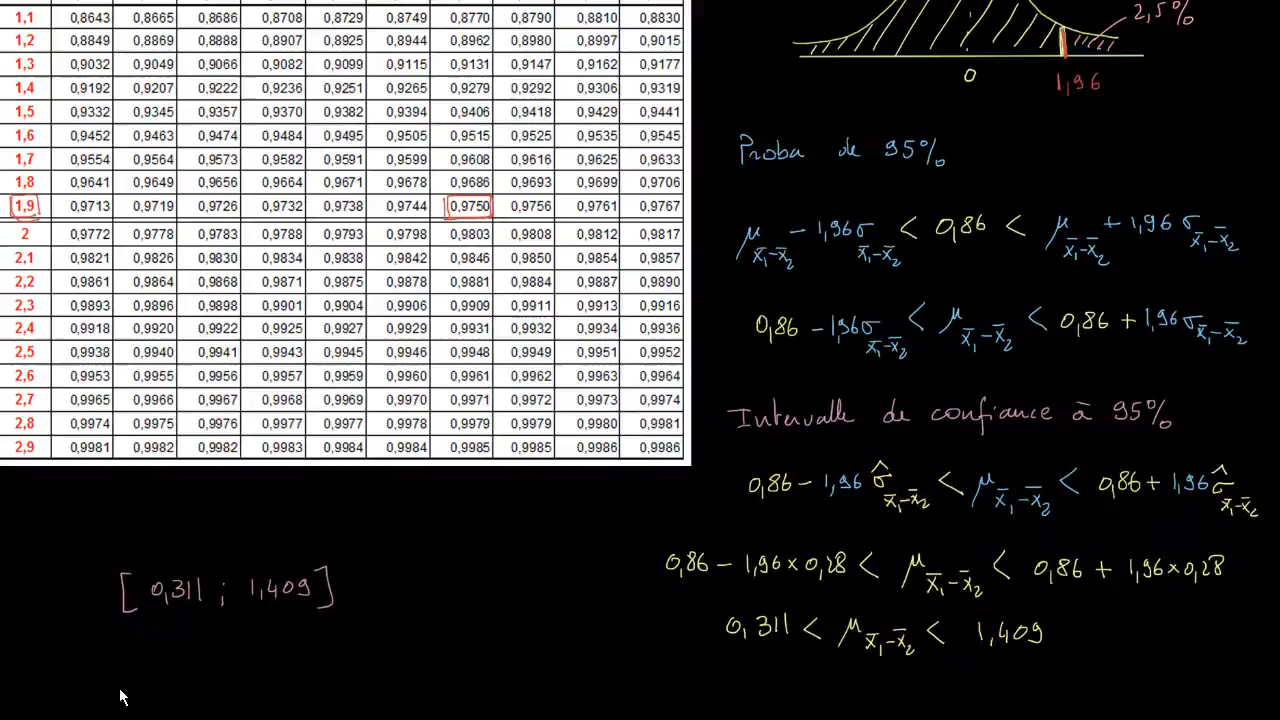 1,1 0,8643 0,8665 0,8686 0,8708 0,8729 0,8749 0,8770 0,8790 0,8810 0,8830
1,2 0,8849 0,8869 0,8888 0,8907 0,8925 0,8944 0,8962 0,8980 0,8997 0,9015
1,3 0,9032 0,9049 0,9066 0,9082 0,9099 0,9115 0,9131 0,9147 0,9162 0,9177
1,4 0,9192 0,9207 0,9222 0,9236 0,9251 0,9265 0,9279 0,9292 0,9306 0,9319
1,5 0,9332 0,9345 0,9357 0,9370 0,9382 0,9394 0,9406 0,9418 0,9429 0,9441
1,6 0,9452 0,9463 0,9474 0,9484 0,9495 0,9505 0,9515 0,9525 0,9535 0,9545
1,7 0,9554 0,9564 0,9573 0,9582 0,9591 0,9599 0,9608 0,9616 0,9625 0,9633
1,8 0,9641 0,9649 0,9656 0,9664 0,9671 0,9678 0,9686 0,9693 0,9699 0,9706
1,9 0,9713 0,9719 0,9726 0,9732 0,9738 0,9744 0,9750 0,9756 0,9761 0,9767
2 0,9772 0,9778 0,9783 0,9788 0,9793 0,9798 0,9803 0,9808 0,9812 0,9817
2,1 0,9821 0,9826 0,9830 0,9834 0,9838 0,9842 0,9846 0,9850 0,9854 0,9857
2,2 0,9861 0,9864 0,9868 0,9871 0,9875 0,9878 0,9881 0,9884 0,9887 0,9890
2,3 0,9893 0,9896 0,9898 0,9901 0,9904 0,9906 0,9909 0,9911 0,9913 0,9916
2,4 0,9918 0,9920 0,9922 0,9925 0,9927 0,9929 0,9931 0,9932 0,9934 0,9936
2,5 0,9938 0,9940 0,9941 0,9943 0,9945 0,9946 0,9948 0,9949 0,9951 0,9952
2,6 0,9953 0,9955 0,9956 0,9957 0,9959 0,9960 0,9961 0,9962 0,9963 0,9964
2,7 0,9965 0,9966 0,9967 0,9968 0,9969 0,9970 0,9971 0,9972 0,9973 0,9974
2,8 0,9974 0,9975 0,9976 0,9977 0,9977 0,9978 0,9979 0,9979 0,9980 0,9981
2,9 0,9981 0,9982 0,9982 0,9983 0,9984 0,9984 0,9985 0,9985 0,9986 0,9986
[ 0,311 ; 1,409 ]
2,5%
0 1,96
Proba de 95%
μx̄₁-x̄₂ - 1,96σx̄₁-x̄₂ < 0,86 < μx̄₁-x̄₂ + 1,96σx̄₁-x̄₂
0,86 - 1,96σx̄₁-x̄₂ < μx̄₁-x̄₂ < 0,86 + 1,96σx̄₁-x̄₂
Intervalle de confiance à 95%
0,86 - 1,96σ̂x̄₁-x̄₂ < μx̄₁-x̄₂ < 0,86 + 1,96σ̂x̄₁-x̄₂
0,86 - 1,96×0,28 < μx̄₁-x̄₂ < 0,86 + 1,96×0,28
0,311 < μx̄₁-x̄₂ < 1,409